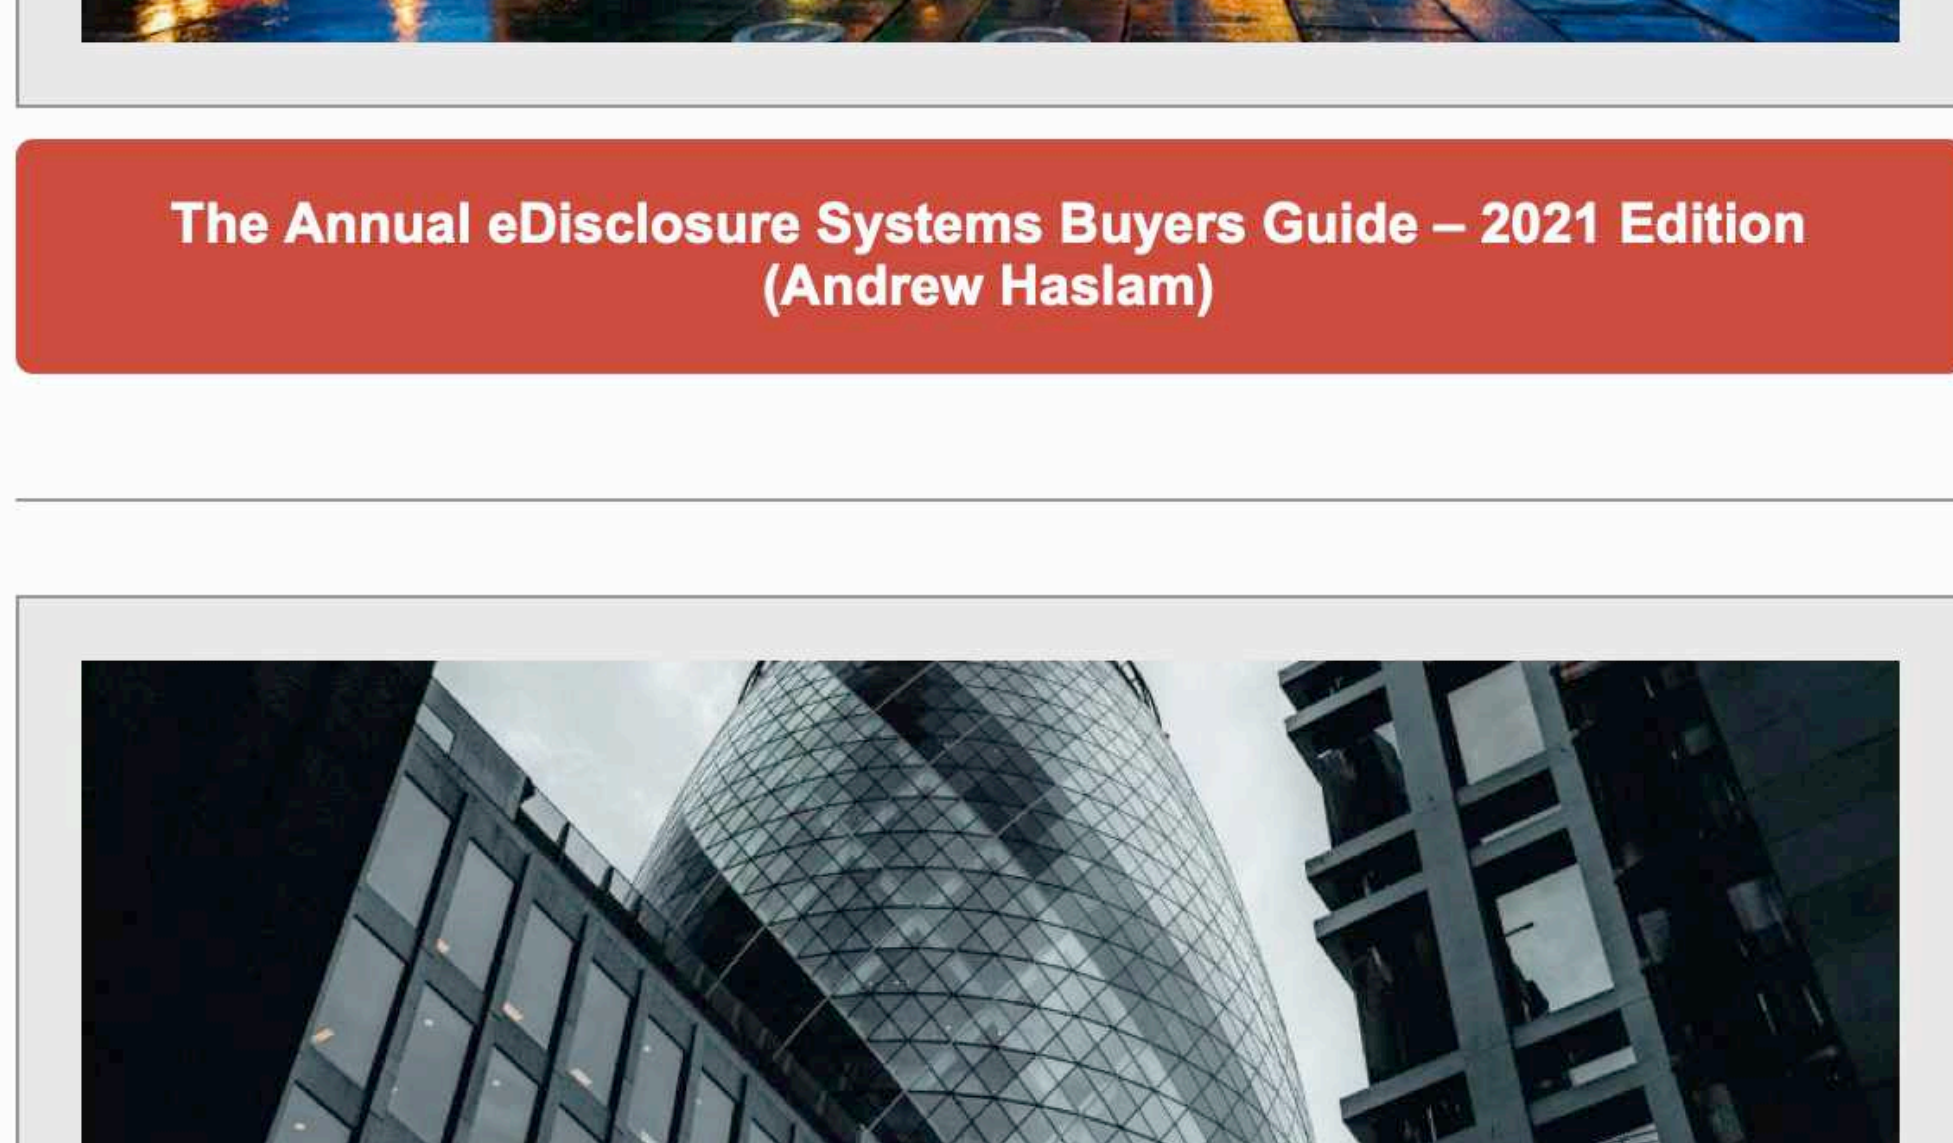 The Annual eDisclosure Systems Buyers Guide – 2021 Edition
(Andrew Haslam)